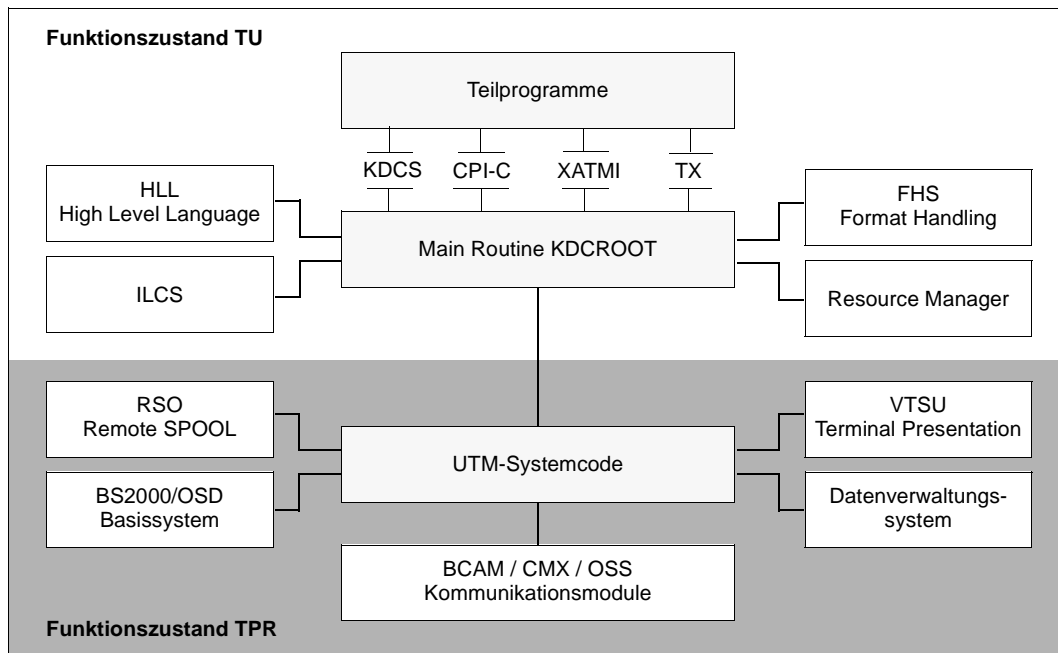 Funktionszustand TU
Teilprogramme
KDCS
CPI-C
XATMI
TX
HLL
High Level Language
FHS
Format Handling
Main Routine KDCROOT
ILCS
Resource Manager
RSO
Remote SPOOL
VTSU
Terminal Presentation
UTM-Systemcode
BS2000/OSD
Basissystem
Datenverwaltungs-
system
BCAM / CMX / OSS
Kommunikationsmodule
Funktionszustand TPR